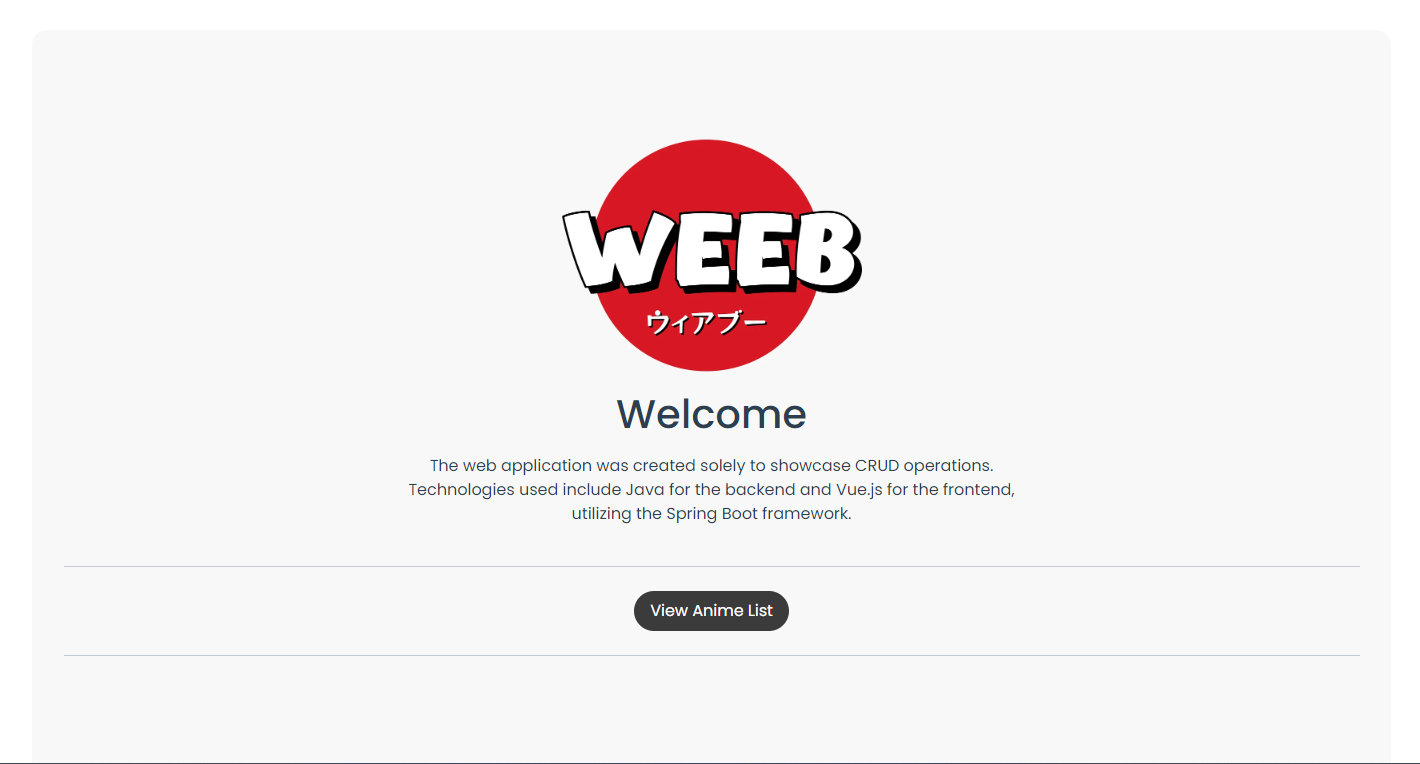 WEEB
ウィアブー
Welcome
The web application was created solely to showcase CRUD operations.
Technologies used include Java for the backend and Vue.js for the frontend,
utilizing the Spring Boot framework.
View Anime List